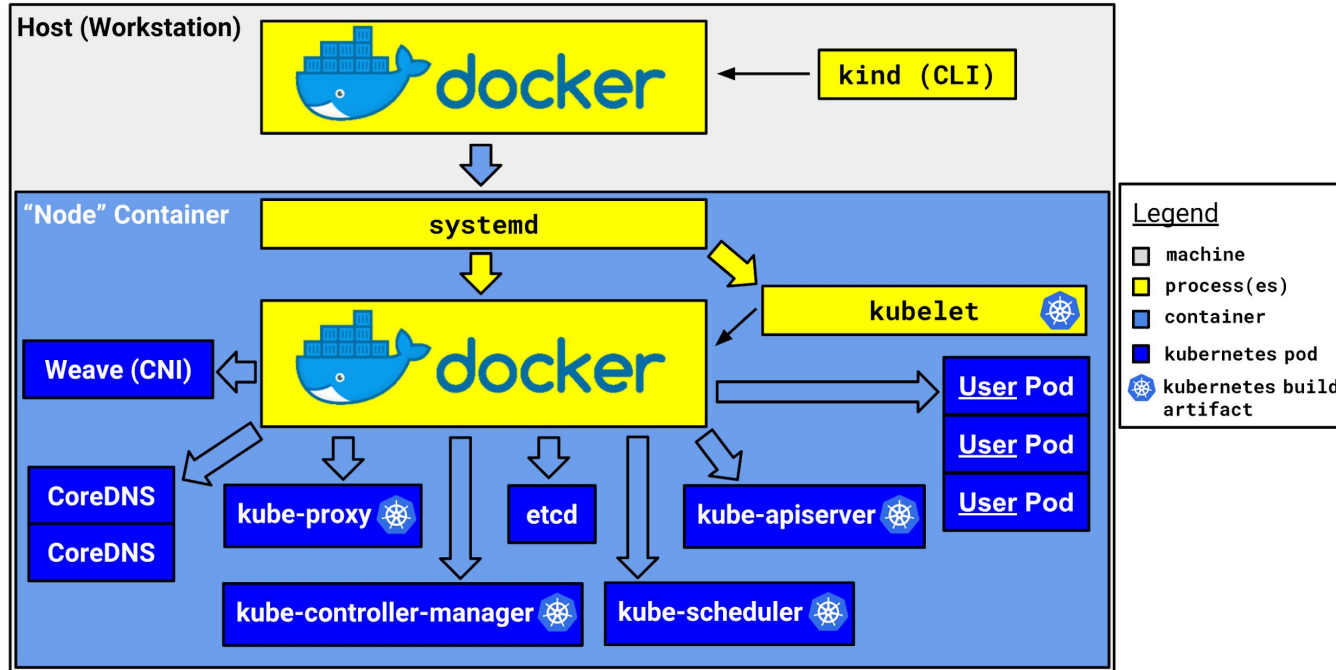 Host (Workstation)
docker
kind (CLI)
“Node” Container
systemd
kubelet
docker
Weave (CNI)
User Pod
User Pod
User Pod
CoreDNS
CoreDNS
kube-proxy
etcd
kube-apiserver
kube-controller-manager
kube-scheduler
Legend
machine
process(es)
container
kubernetes pod
kubernetes build
artifact